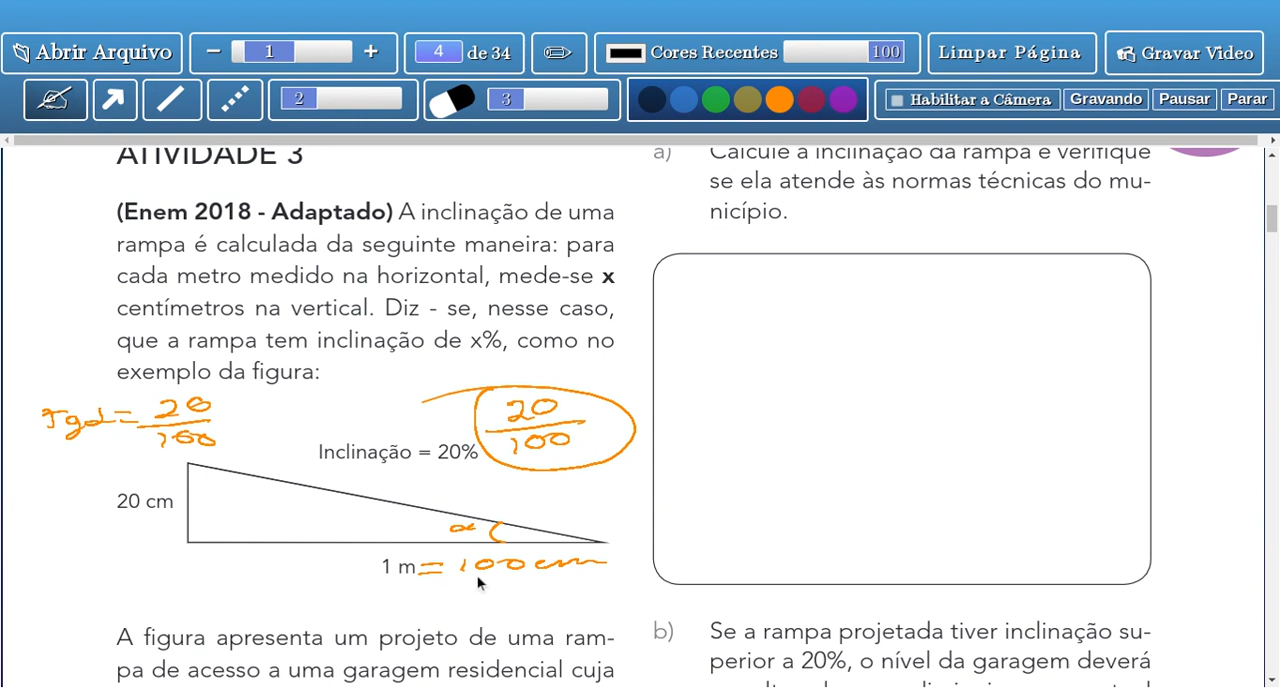 Abrir Arquivo
− 1 +
4 de 34
Cores Recentes 100
Limpar Página
Gravar Video
2
3
Habilitar a Câmera
Gravando
Pausar
Parar
ATIVIDADE 3
(Enem 2018 - Adaptado) A inclinação de uma
rampa é calculada da seguinte maneira: para
cada metro medido na horizontal, mede-se x
centímetros na vertical. Diz - se, nesse caso,
que a rampa tem inclinação de x%, como no
exemplo da figura:
Tgα = 20
100
20
100
Inclinação = 20%
20 cm
α
1 m = 100cm
A figura apresenta um projeto de uma ram-
pa de acesso a uma garagem residencial cuja
a) Calcule a inclinação da rampa e verifique
se ela atende às normas técnicas do mu-
nicípio.
b) Se a rampa projetada tiver inclinação su-
perior a 20%, o nível da garagem deverá